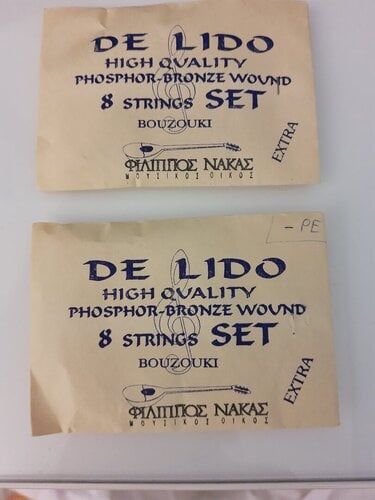 DE LIDO
HIGH QUALITY
PHOSPHOR-BRONZE WOUND
8 STRINGS SET
BOUZOUKI
EXTRA
ΦΙΛΙΠΠΟΣ ΝΑΚΑΣ
ΜΟΥΣΙΚΟΣ ΟΙΚΟΣ
- PE
DE LIDO
HIGH QUALITY
PHOSPHOR-BRONZE WOUND
8 STRINGS SET
BOUZOUKI
EXTRA
ΦΙΛΙΠΠΟΣ ΝΑΚΑΣ
ΜΟΥΣΙΚΟΣ ΟΙΚΟΣ